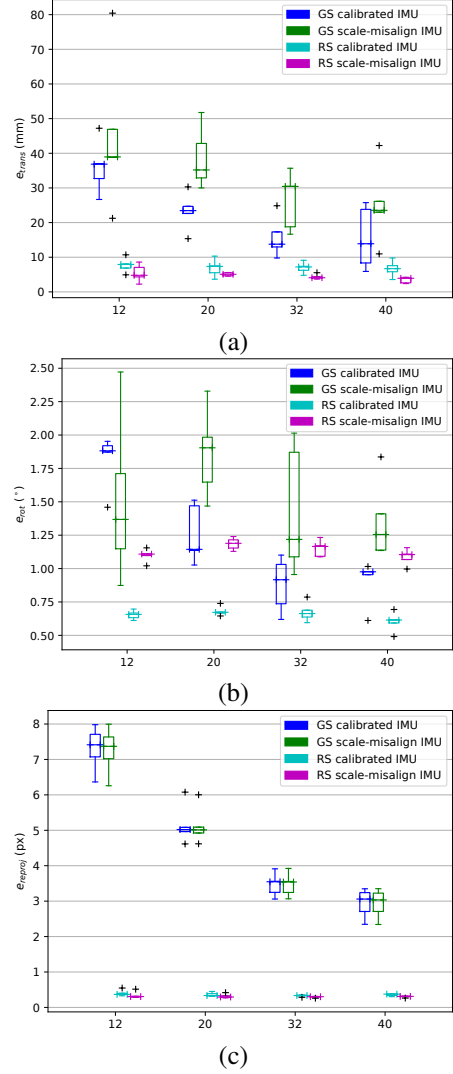 80
70
60
50
40
30
20
10
0
e_trans (mm)
GS calibrated IMU
GS scale-misalign IMU
RS calibrated IMU
RS scale-misalign IMU
12 20 32 40
(a)
2.50
2.25
2.00
1.75
1.50
1.25
1.00
0.75
0.50
e_rot (°)
GS calibrated IMU
GS scale-misalign IMU
RS calibrated IMU
RS scale-misalign IMU
12 20 32 40
(b)
8
7
6
5
4
3
2
1
0
e_reproj (px)
GS calibrated IMU
GS scale-misalign IMU
RS calibrated IMU
RS scale-misalign IMU
12 20 32 40
(c)